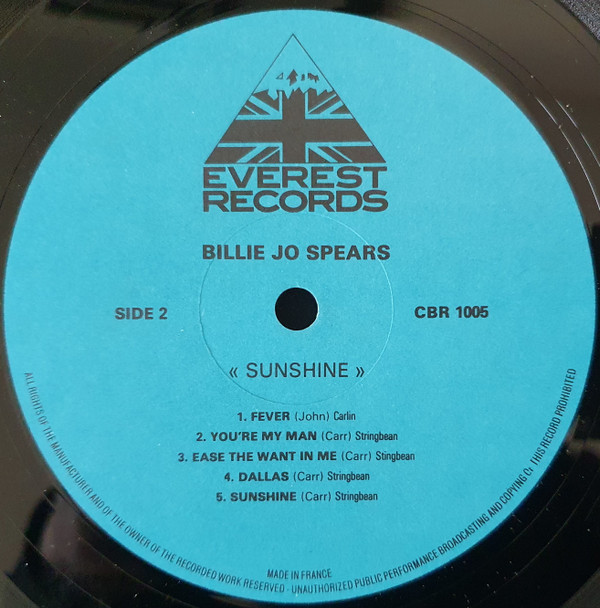 EVEREST
RECORDS
BILLIE JO SPEARS
SIDE 2
CBR 1005
« SUNSHINE »
1. FEVER (John) Carlin
2. YOU'RE MY MAN (Carr) Stringbean
3. EASE THE WANT IN ME (Carr) Stingbean
4. DALLAS (Carr) Stringbean
5. SUNSHINE (Carr) Stringbean
ALL RIGHTS OF THE MANUFACTURER AND OF THE OWNER OF THE RECORDED WORK RESERVED - UNAUTHORIZED PUBLIC PERFORMANCE BROADCASTING AND COPYING OF THIS RECORD PROHIBITED
MADE IN FRANCE